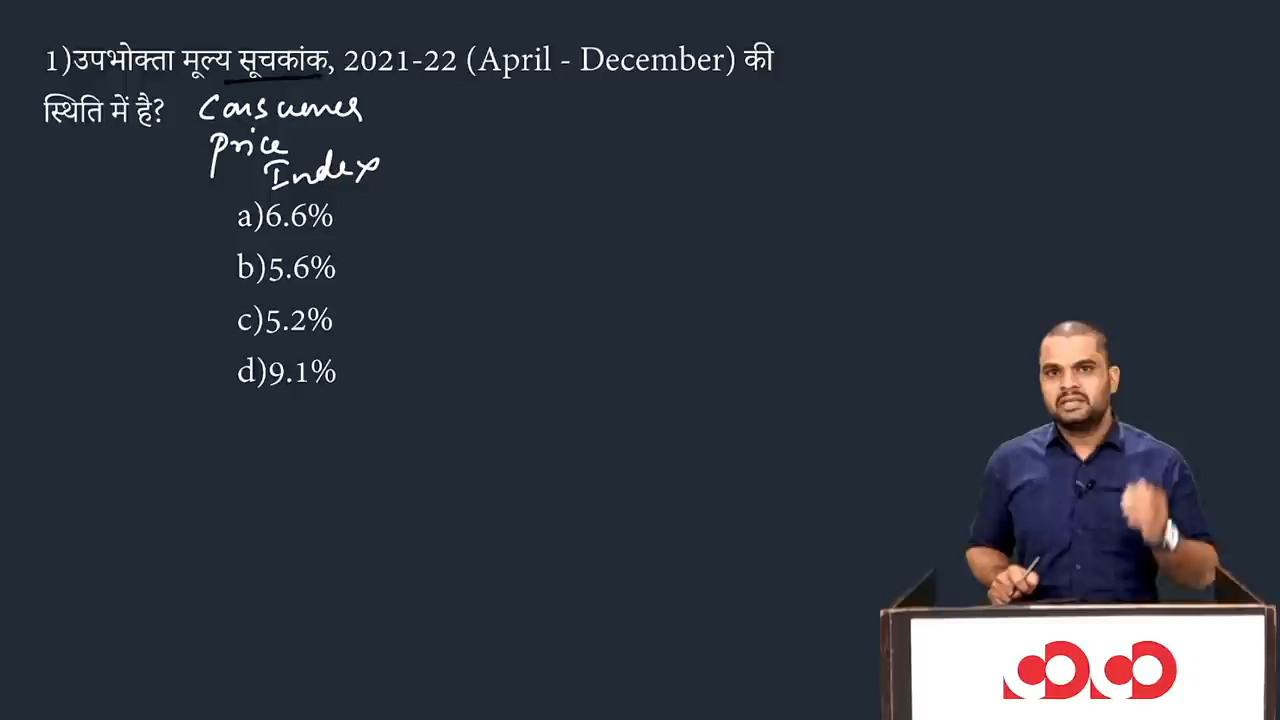 1)उपभोक्ता मूल्य सूचकांक, 2021-22 (April - December) की
स्थिति में है?
Consumer
Price
Index
a)6.6%
b)5.6%
c)5.2%
d)9.1%